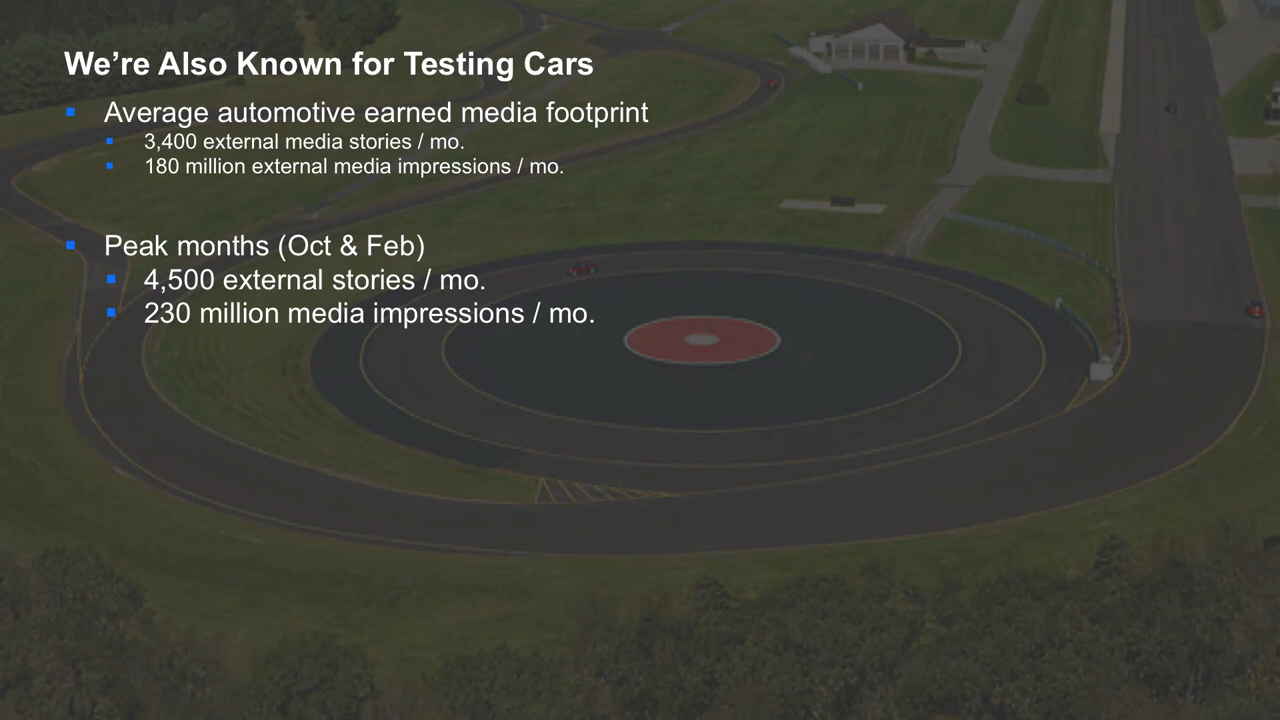 We’re Also Known for Testing Cars
Average automotive earned media footprint
3,400 external media stories / mo.
180 million external media impressions / mo.
Peak months (Oct & Feb)
4,500 external stories / mo.
230 million media impressions / mo.